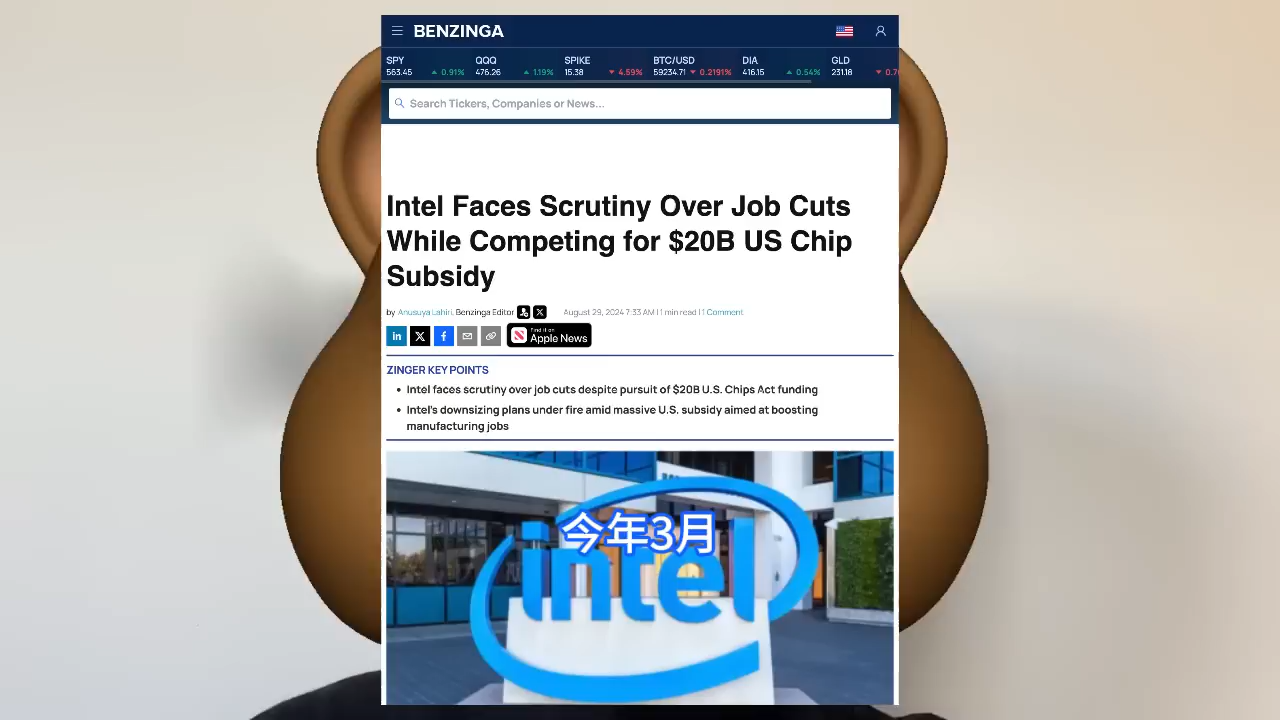 BENZINGA
SPY QQQ SPIKE BTC/USD DIA GLD
563.45 0.91% 476.26 1.19% 15.38 4.59% 59234.71 0.2191% 416.15 0.54% 231.18
Search Tickers, Companies or News...
Intel Faces Scrutiny Over Job Cuts
While Competing for $20B US Chip
Subsidy
by Anusuya Lahiri, Benzinga Editor August 29, 2024 7:33 AM | 1 min read | 1 Comment
Find it on
Apple News
ZINGER KEY POINTS
Intel faces scrutiny over job cuts despite pursuit of $20B U.S. Chips Act funding
Intel's downsizing plans under fire amid massive U.S. subsidy aimed at boosting
manufacturing jobs
今年3月
intel